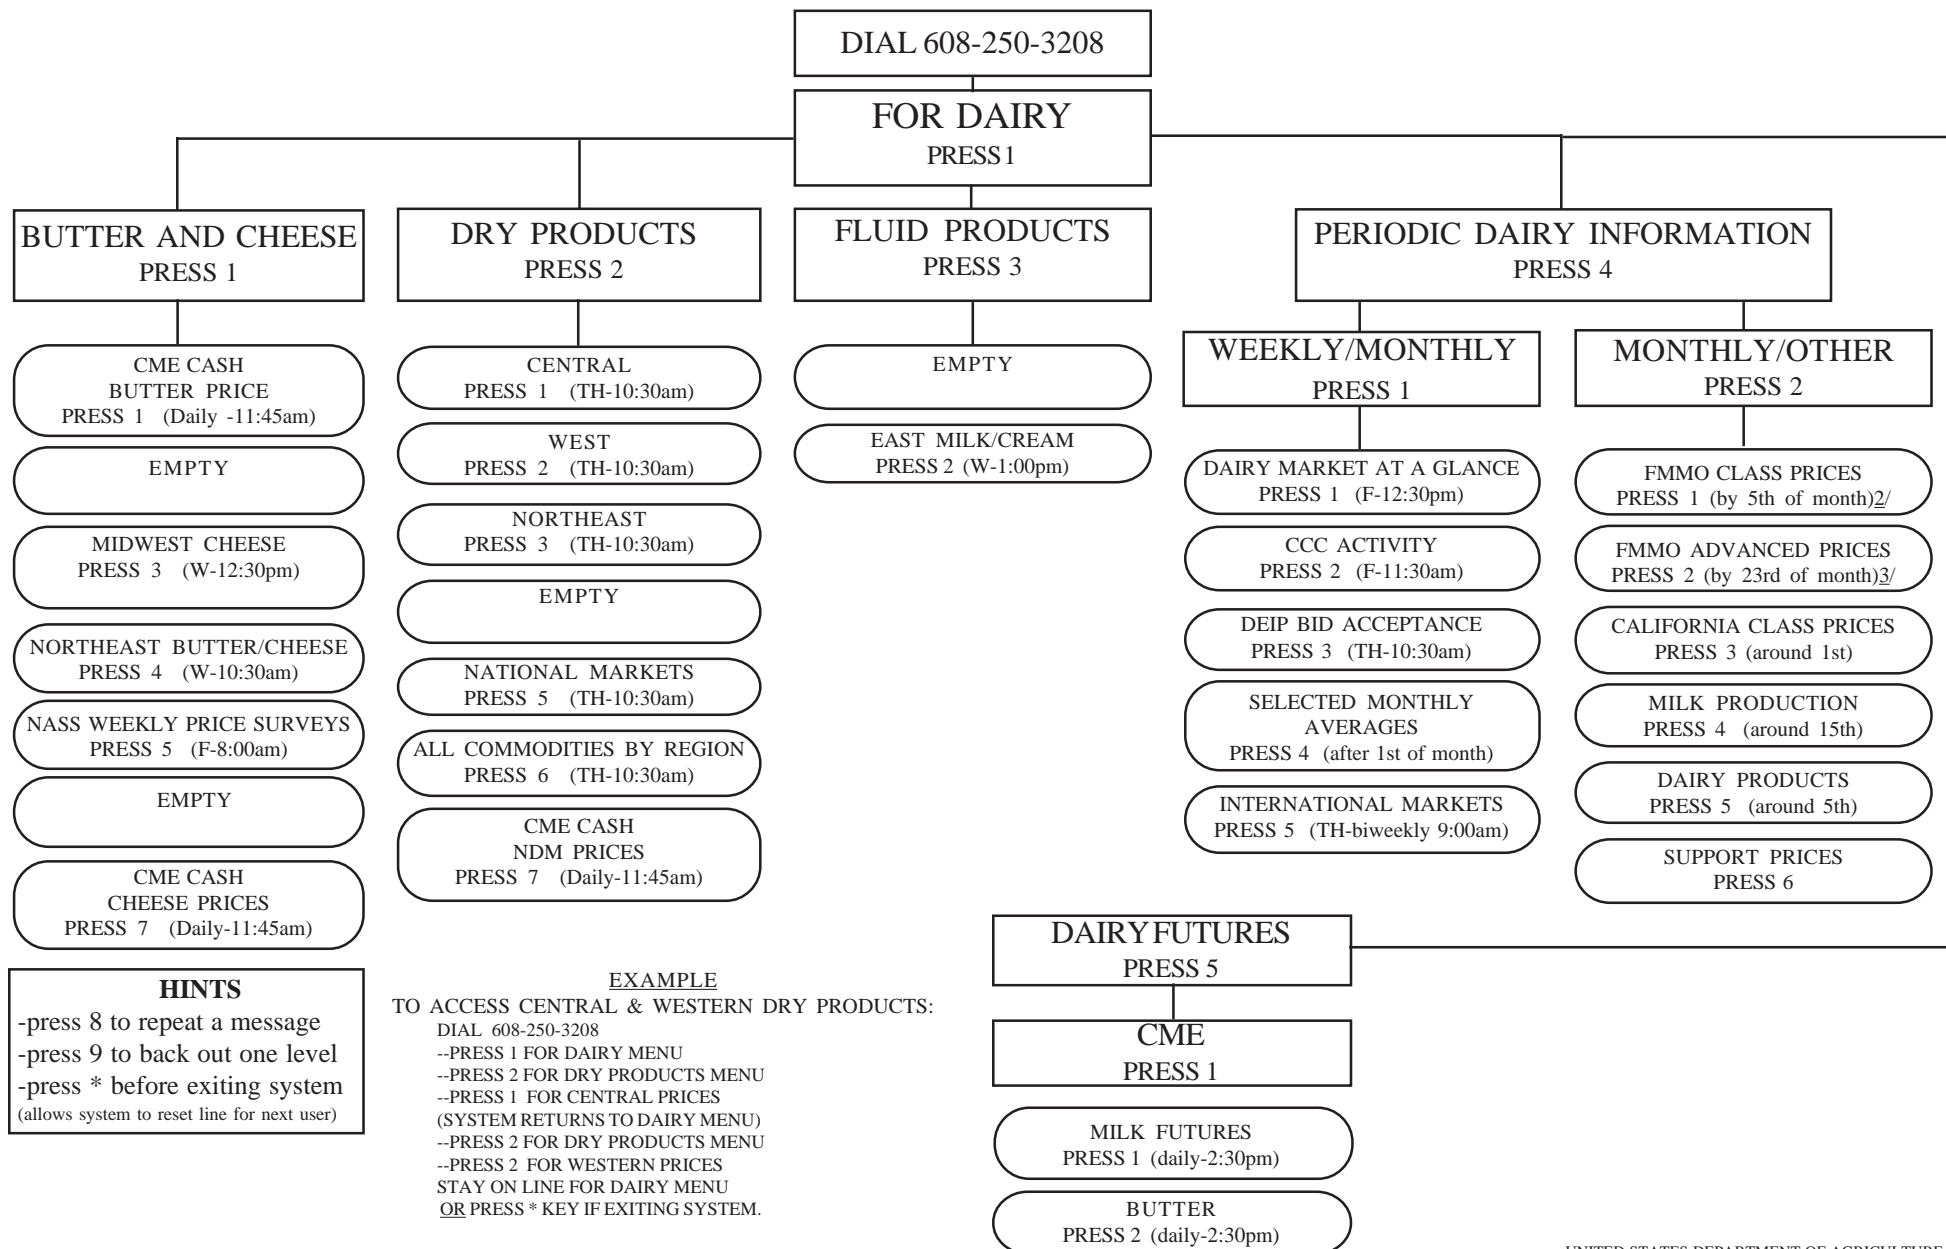 DIAL 608-250-3208
FOR DAIRY
PRESS 1
BUTTER AND CHEESE
PRESS 1
CME CASH
BUTTER PRICE
PRESS 1 (Daily -11:45am)
EMPTY
MIDWEST CHEESE
PRESS 3 (W-12:30pm)
NORTHEAST BUTTER/CHEESE
PRESS 4 (W-10:30am)
NASS WEEKLY PRICE SURVEYS
PRESS 5 (F-8:00am)
EMPTY
CME CASH
CHEESE PRICES
PRESS 7 (Daily-11:45am)
DRY PRODUCTS
PRESS 2
CENTRAL
PRESS 1 (TH-10:30am)
WEST
PRESS 2 (TH-10:30am)
NORTHEAST
PRESS 3 (TH-10:30am)
EMPTY
NATIONAL MARKETS
PRESS 5 (TH-10:30am)
ALL COMMODITIES BY REGION
PRESS 6 (TH-10:30am)
CME CASH
NDM PRICES
PRESS 7 (Daily-11:45am)
FLUID PRODUCTS
PRESS 3
EMPTY
EAST MILK/CREAM
PRESS 2 (W-1:00pm)
PERIODIC DAIRY INFORMATION
PRESS 4
WEEKLY/MONTHLY
PRESS 1
DAIRY MARKET AT A GLANCE
PRESS 1 (F-12:30pm)
CCC ACTIVITY
PRESS 2 (F-11:30am)
DEIP BID ACCEPTANCE
PRESS 3 (TH-10:30am)
SELECTED MONTHLY
AVERAGES
PRESS 4 (after 1st of month)
INTERNATIONAL MARKETS
PRESS 5 (TH-biweekly 9:00am)
MONTHLY/OTHER
PRESS 2
FMMO CLASS PRICES
PRESS 1 (by 5th of month)2/
FMMO ADVANCED PRICES
PRESS 2 (by 23rd of month)3/
CALIFORNIA CLASS PRICES
PRESS 3 (around 1st)
MILK PRODUCTION
PRESS 4 (around 15th)
DAIRY PRODUCTS
PRESS 5 (around 5th)
SUPPORT PRICES
PRESS 6
HINTS
-press 8 to repeat a message
-press 9 to back out one level
-press * before exiting system
(allows system to reset line for next user)
EXAMPLE
TO ACCESS CENTRAL & WESTERN DRY PRODUCTS:
DIAL 608-250-3208
--PRESS 1 FOR DAIRY MENU
--PRESS 2 FOR DRY PRODUCTS MENU
--PRESS 1 FOR CENTRAL PRICES
(SYSTEM RETURNS TO DAIRY MENU)
--PRESS 2 FOR DRY PRODUCTS MENU
--PRESS 2 FOR WESTERN PRICES
STAY ON LINE FOR DAIRY MENU
OR PRESS * KEY IF EXITING SYSTEM.
DAIRY FUTURES
PRESS 5
CME
PRESS 1
MILK FUTURES
PRESS 1 (daily-2:30pm)
BUTTER
PRESS 2 (daily-2:30pm)
UNITED STATES DEPARTMENT OF AGRICULTURE